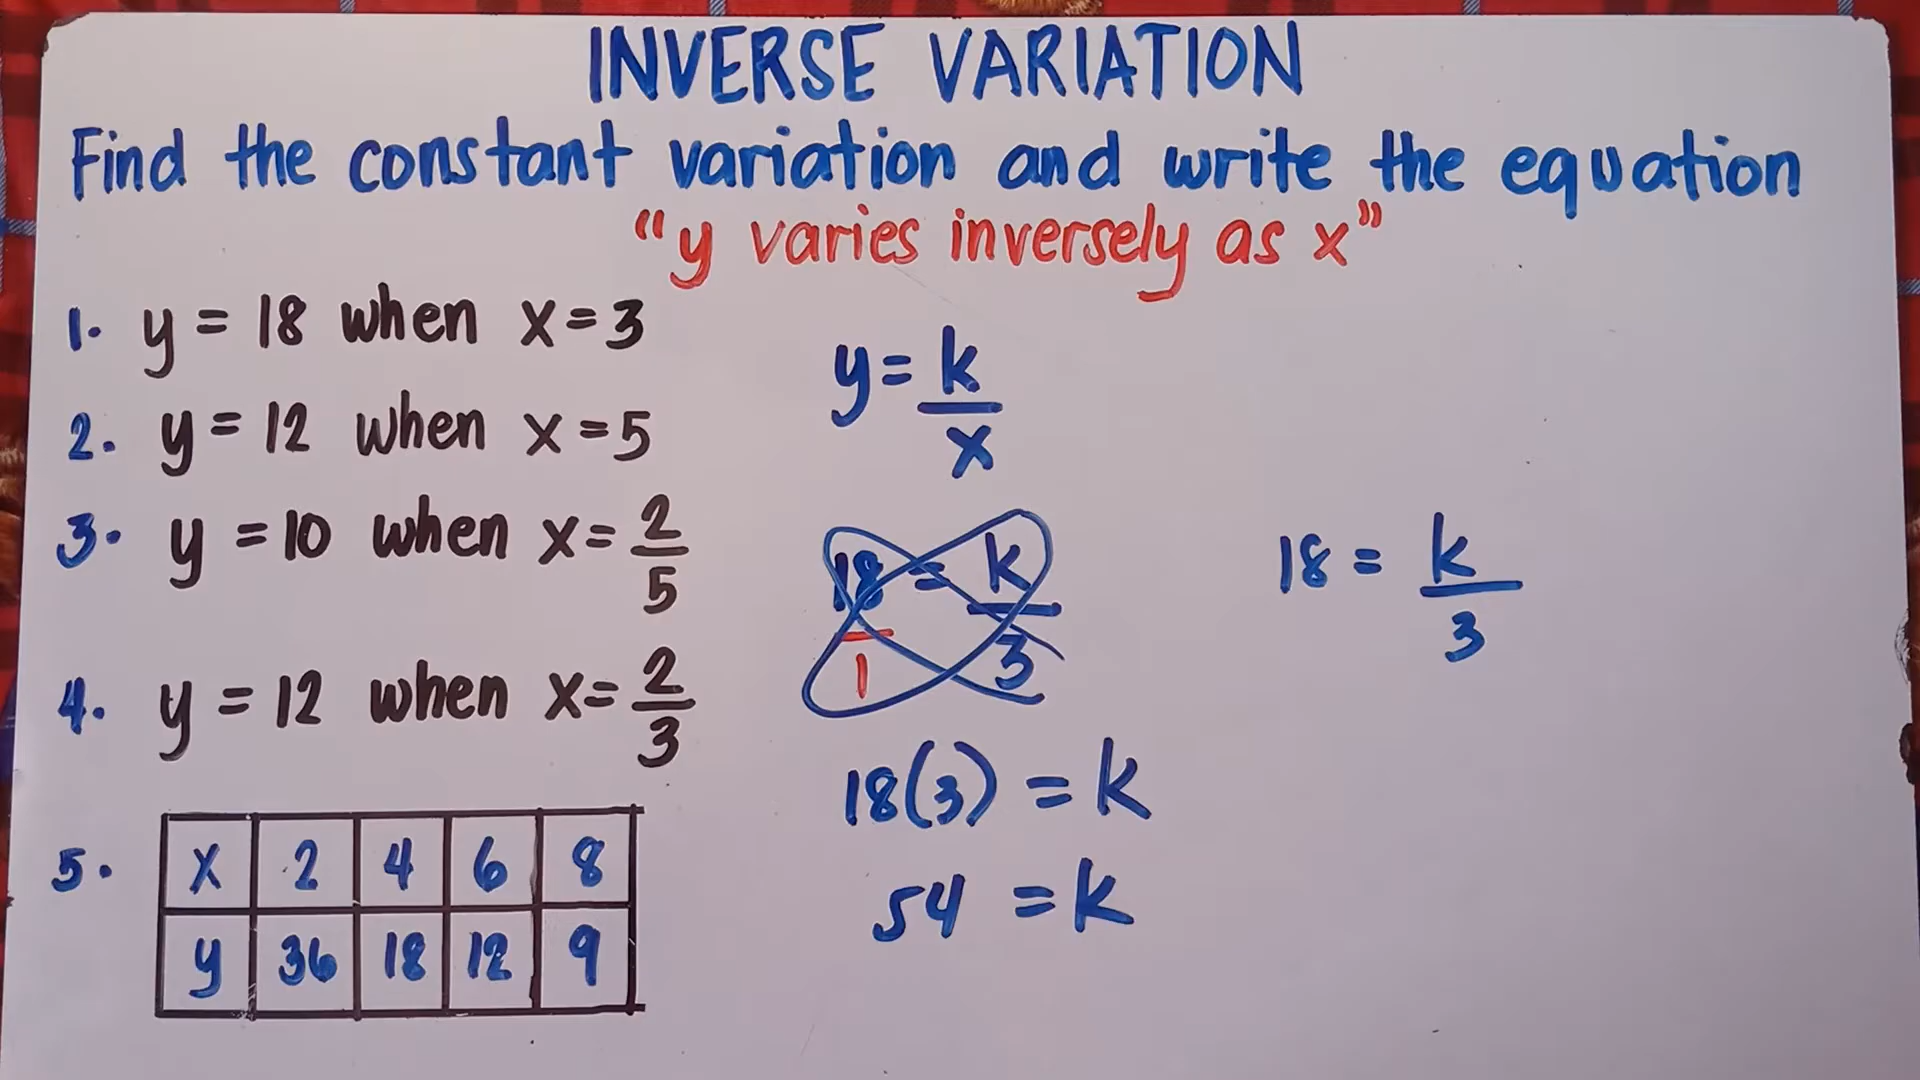 INVERSE VARIATION
Find the constant variation and write the equation
"y varies inversely as x"
1. y = 18 when x = 3
2. y = 12 when x = 5
3. y = 10 when x = 2/5
4. y = 12 when x = 2/3
5.
x 2 4 6 8
y 36 18 12 9
y = k/x
18/1 = k/3
18(3) = k
54 = k
18 = k/3